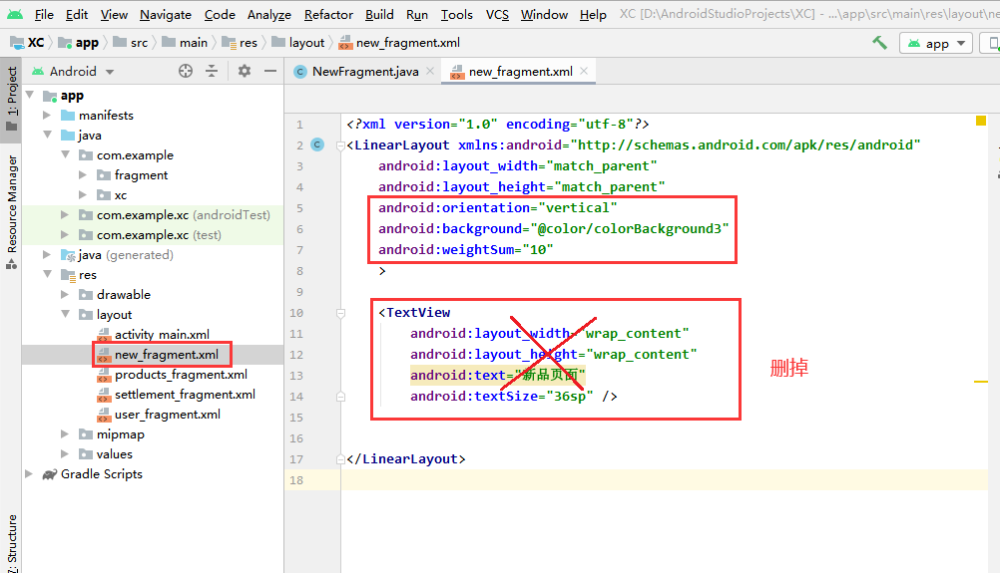 File Edit View Navigate Code Analyze Refactor Build Run Tools VCS Window Help XC [D:\AndroidStudioProjects\XC] - ...\app\src\main\res\layout\ne
XC app src main res layout new_fragment.xml app
Android NewFragment.java new_fragment.xml
1: Project
Resource Manager
7: Structure
app
manifests
java
com.example
fragment
xc
com.example.xc (androidTest)
com.example.xc (test)
java (generated)
res
drawable
layout
activity_main.xml
new_fragment.xml
products_fragment.xml
settlement_fragment.xml
user_fragment.xml
mipmap
values
Gradle Scripts
1 <?xml version="1.0" encoding="utf-8"?>
2 <LinearLayout xmlns:android="http://schemas.android.com/apk/res/android"
3 android:layout_width="match_parent"
4 android:layout_height="match_parent"
5 android:orientation="vertical"
6 android:background="@color/colorBackground3"
7 android:weightSum="10"
8 >
9
10 <TextView
11 android:layout_width="wrap_content"
12 android:layout_height="wrap_content"
13 android:text="新品页面"
14 android:textSize="36sp" />
15
16
17 </LinearLayout>
18
删掉